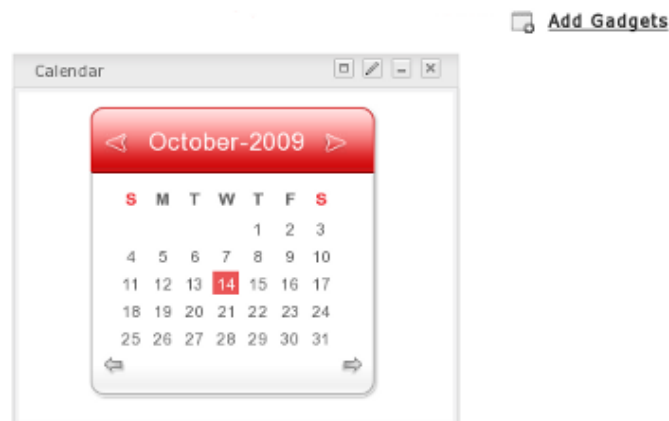 Add Gadgets
Calendar
October-2009
S M T W T F S
1 2 3
4 5 6 7 8 9 10
11 12 13 14 15 16 17
18 19 20 21 22 23 24
25 26 27 28 29 30 31